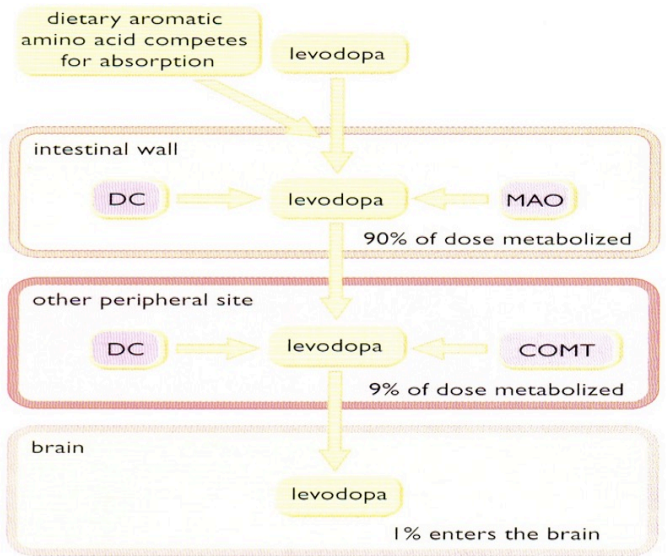 dietary aromatic
amino acid competes
for absorption
levodopa
intestinal wall
DC
levodopa
MAO
90% of dose metabolized
other peripheral site
DC
levodopa
COMT
9% of dose metabolized
brain
levodopa
1% enters the brain